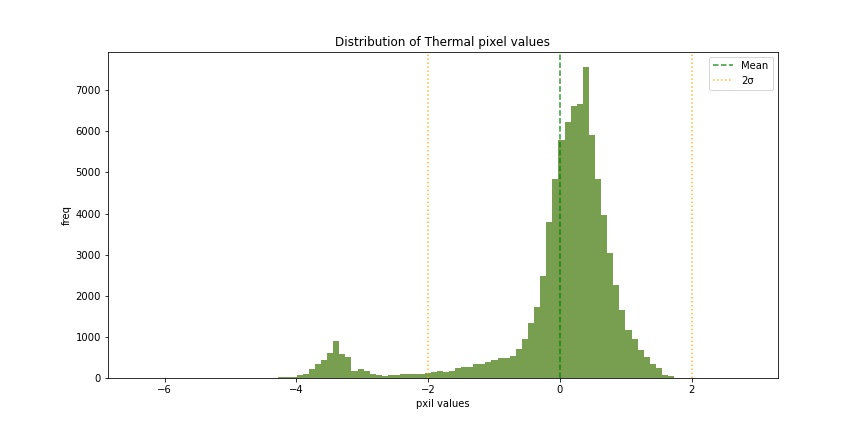 Distribution of Thermal pixel values
Mean
2σ
7000
6000
5000
4000
3000
2000
1000
0
freq
−6
−4
−2
0
2
pxil values